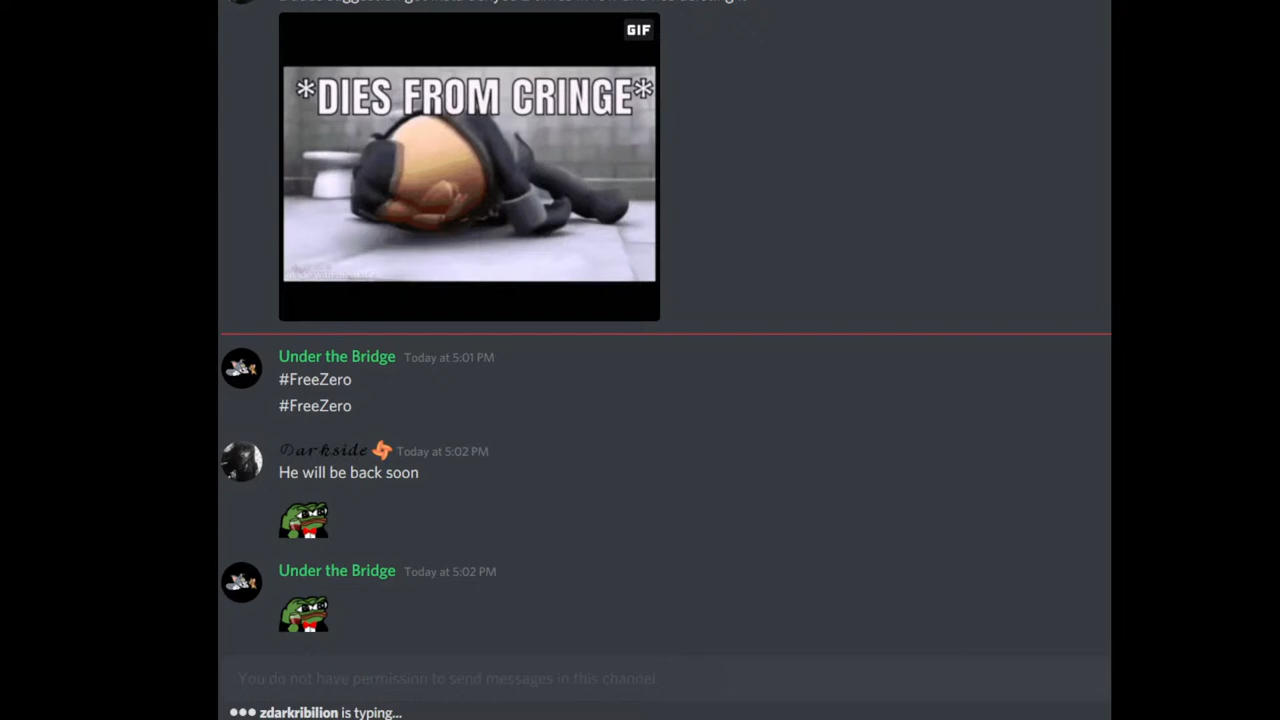 GIF
*DIES FROM CRINGE*
Under the Bridge Today at 5:01 PM
#FreeZero
#FreeZero
Darkside Today at 5:02 PM
He will be back soon
Under the Bridge Today at 5:02 PM
You do not have permission to send messages in this channel.
••• zdarkribilion is typing...